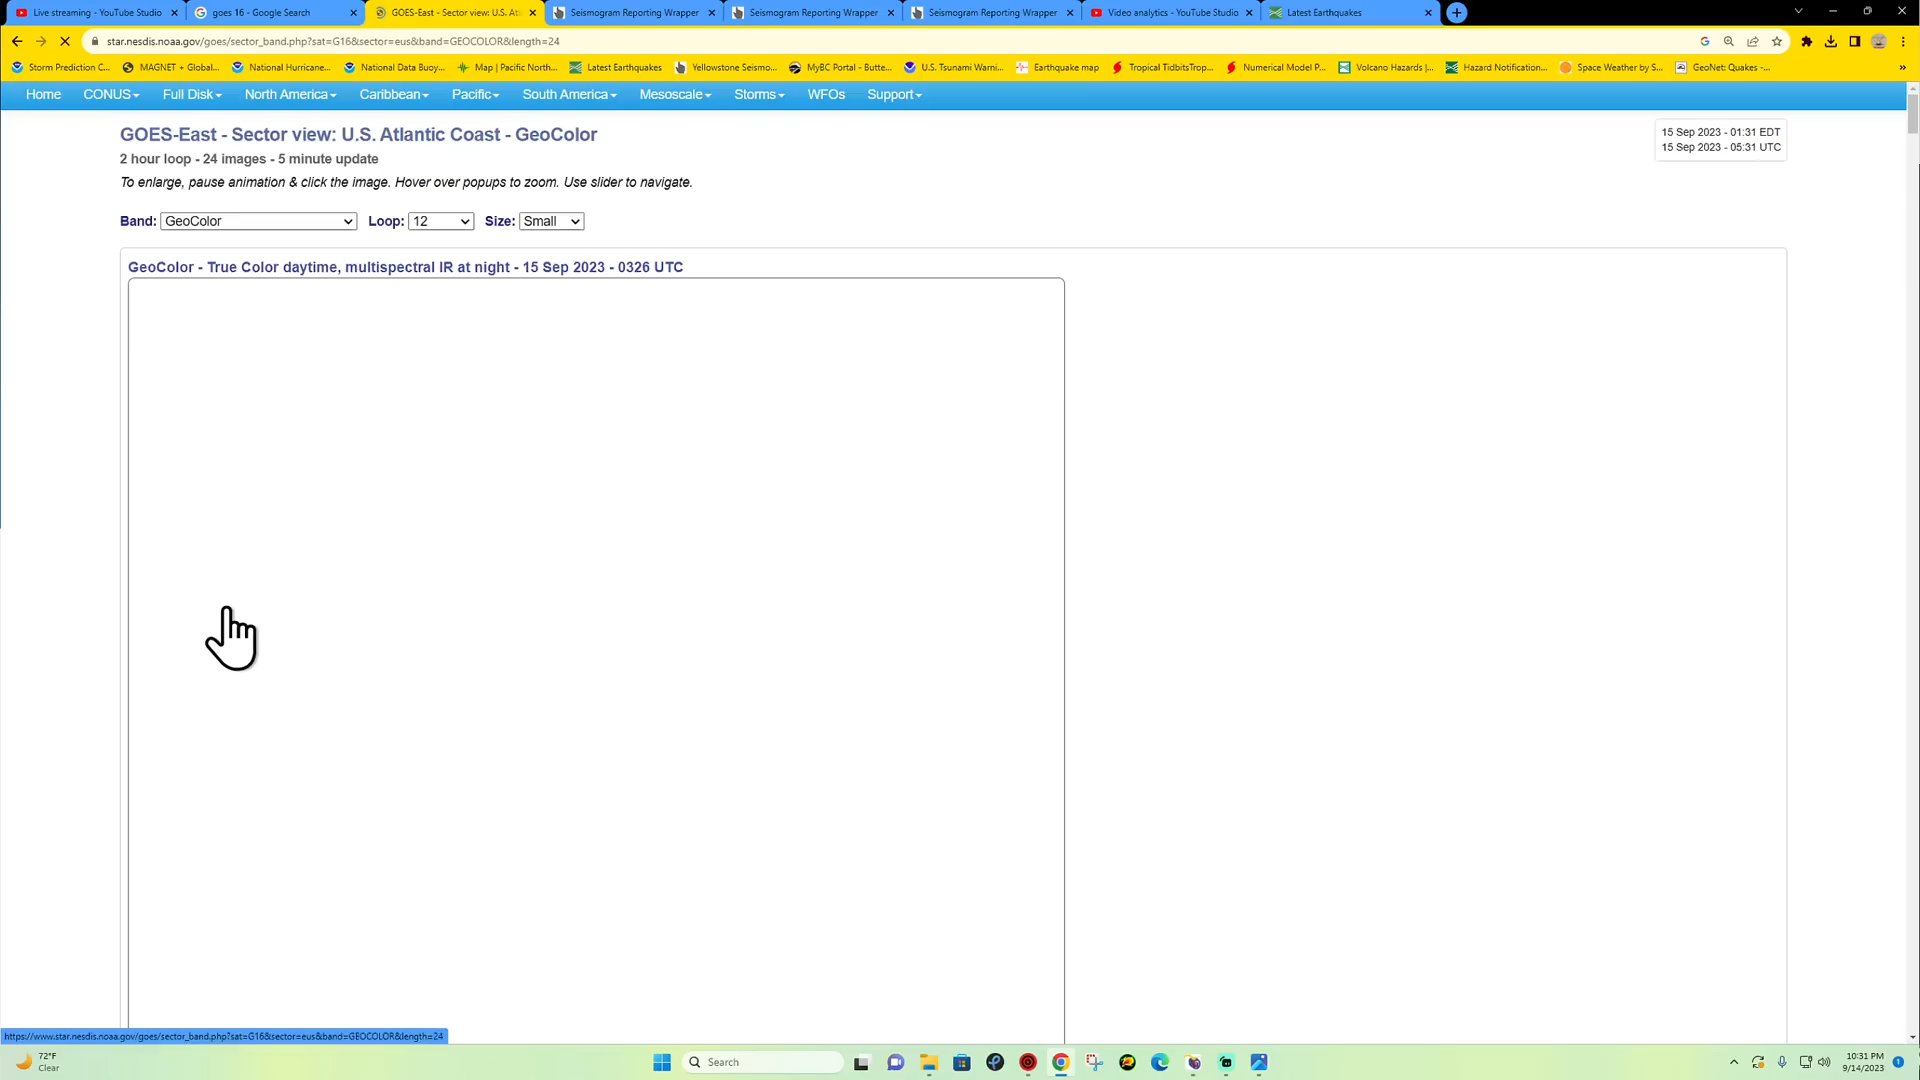 Live streaming - YouTube Studio
goes 16 - Google Search
GOES-East - Sector view: U.S. Atl
Seismogram Reporting Wrapper
Seismogram Reporting Wrapper
Seismogram Reporting Wrapper
Video analytics - YouTube Studio
Latest Earthquakes
star.nesdis.noaa.gov/goes/sector_band.php?sat=G16&sector=eus&band=GEOCOLOR&length=24
Storm Prediction C...
MAGNET + Global...
National Hurricane...
National Data Buoy...
Map | Pacific North...
Latest Earthquakes
Yellowstone Seismo...
MyBC Portal - Butte...
U.S. Tsunami Warni...
Earthquake map
Tropical TidbitsTrop...
Numerical Model P...
Volcano Hazards |...
Hazard Notification...
Space Weather by S...
GeoNet: Quakes -...
»
Home CONUS Full Disk North America Caribbean Pacific South America Mesoscale Storms WFOs Support
GOES-East - Sector view: U.S. Atlantic Coast - GeoColor
15 Sep 2023 - 01:31 EDT
15 Sep 2023 - 05:31 UTC
2 hour loop - 24 images - 5 minute update
To enlarge, pause animation & click the image. Hover over popups to zoom. Use slider to navigate.
Band: GeoColor Loop: 12 Size: Small
GeoColor - True Color daytime, multispectral IR at night - 15 Sep 2023 - 0326 UTC
https://www.star.nesdis.noaa.gov/goes/sector_band.php?sat=G16&sector=eus&band=GEOCOLOR&length=24
72°F
Clear
Search
10:31 PM
9/14/2023
1